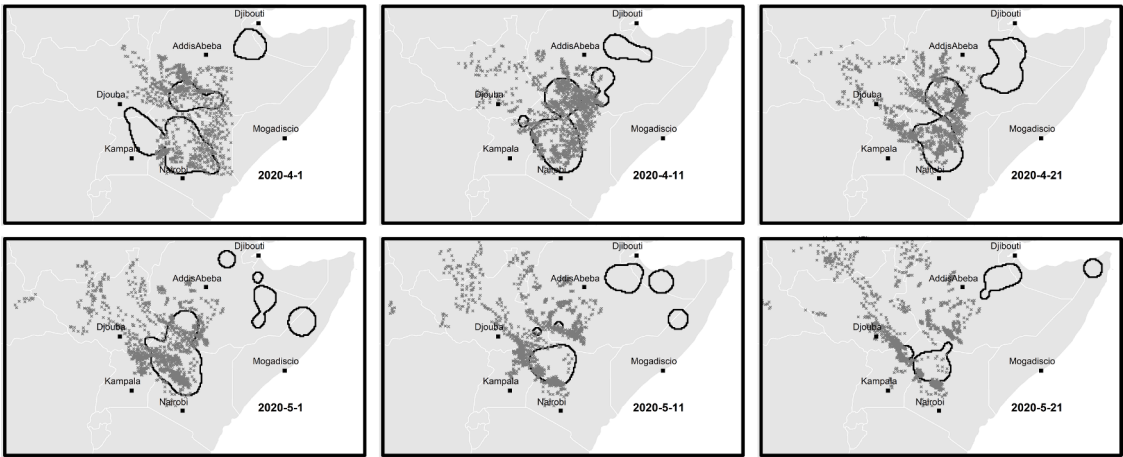 Djibouti
AddisAbeba
Djouba
Mogadiscio
Kampala
Nairobi
2020-4-1
Djibouti
AddisAbeba
Djouba
Mogadiscio
Kampala
Nairobi
2020-4-11
Djibouti
AddisAbeba
Djouba
Mogadiscio
Kampala
Nairobi
2020-4-21
Djibouti
AddisAbeba
Djouba
Mogadiscio
Kampala
Nairobi
2020-5-1
Djibouti
AddisAbeba
Djouba
Mogadiscio
Kampala
Nairobi
2020-5-11
Djibouti
AddisAbeba
Djouba
Mogadiscio
Kampala
Nairobi
2020-5-21